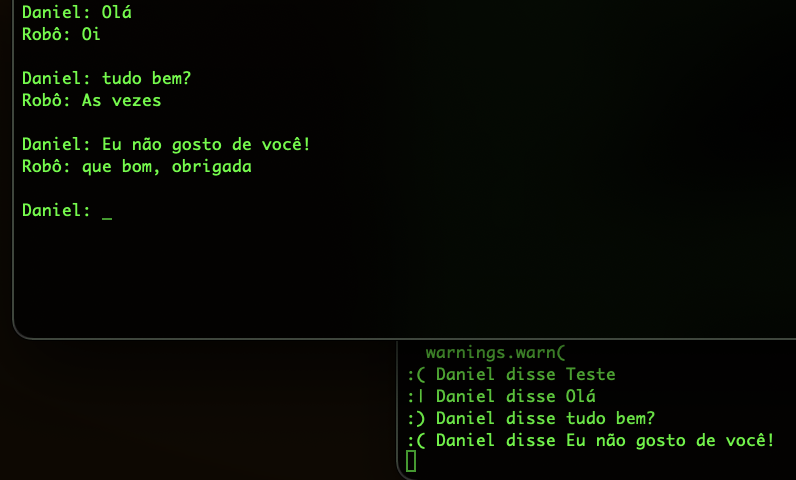 Daniel: Olá
Robô: Oi
Daniel: tudo bem?
Robô: As vezes
Daniel: Eu não gosto de você!
Robô: que bom, obrigada
Daniel: _
warnings.warn(
:( Daniel disse Teste
:| Daniel disse Olá
:) Daniel disse tudo bem?
:( Daniel disse Eu não gosto de você!